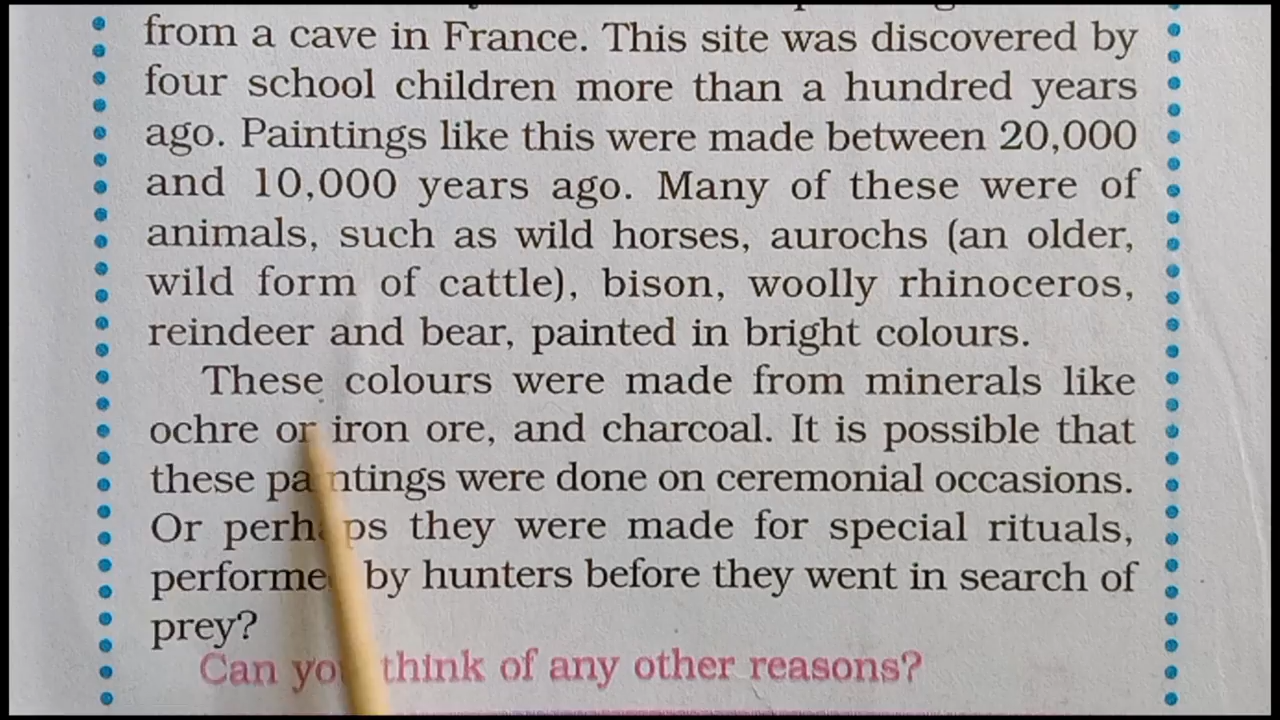 from a cave in France. This site was discovered by
four school children more than a hundred years
ago. Paintings like this were made between 20,000
and 10,000 years ago. Many of these were of
animals, such as wild horses, aurochs (an older,
wild form of cattle), bison, woolly rhinoceros,
reindeer and bear, painted in bright colours.
These colours were made from minerals like
ochre or iron ore, and charcoal. It is possible that
these paintings were done on ceremonial occasions.
Or perhaps they were made for special rituals,
performed by hunters before they went in search of
prey?
Can you think of any other reasons?